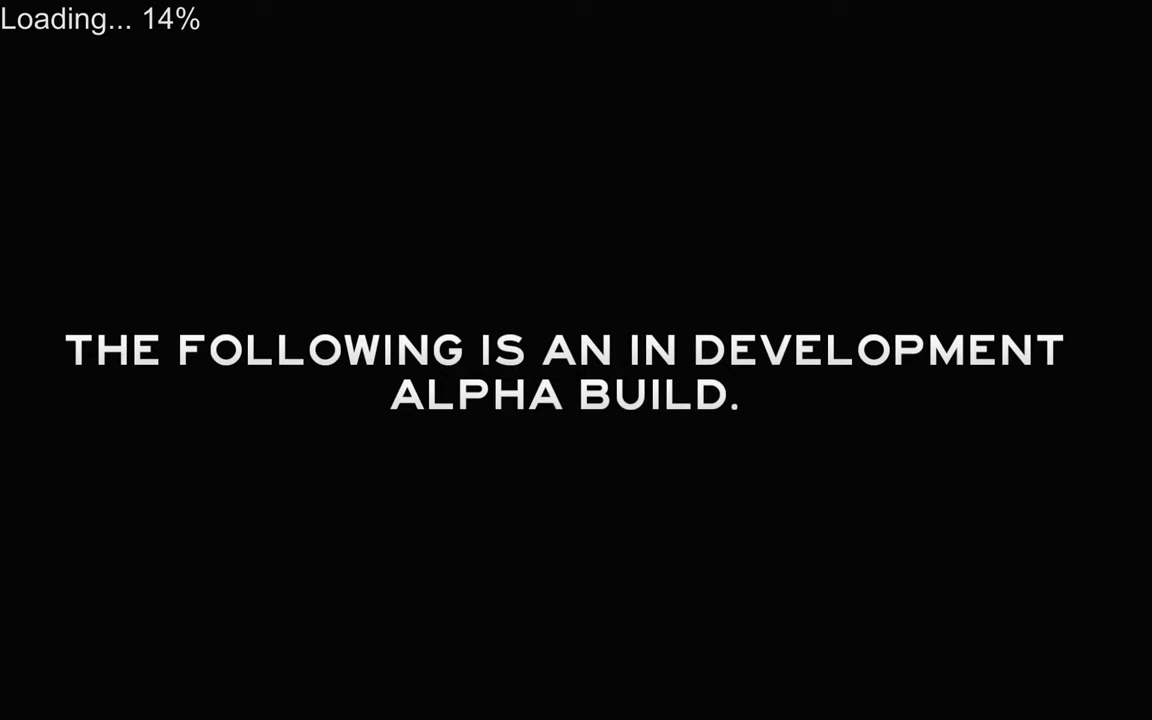 Loading... 14%
THE FOLLOWING IS AN IN DEVELOPMENT
ALPHA BUILD.